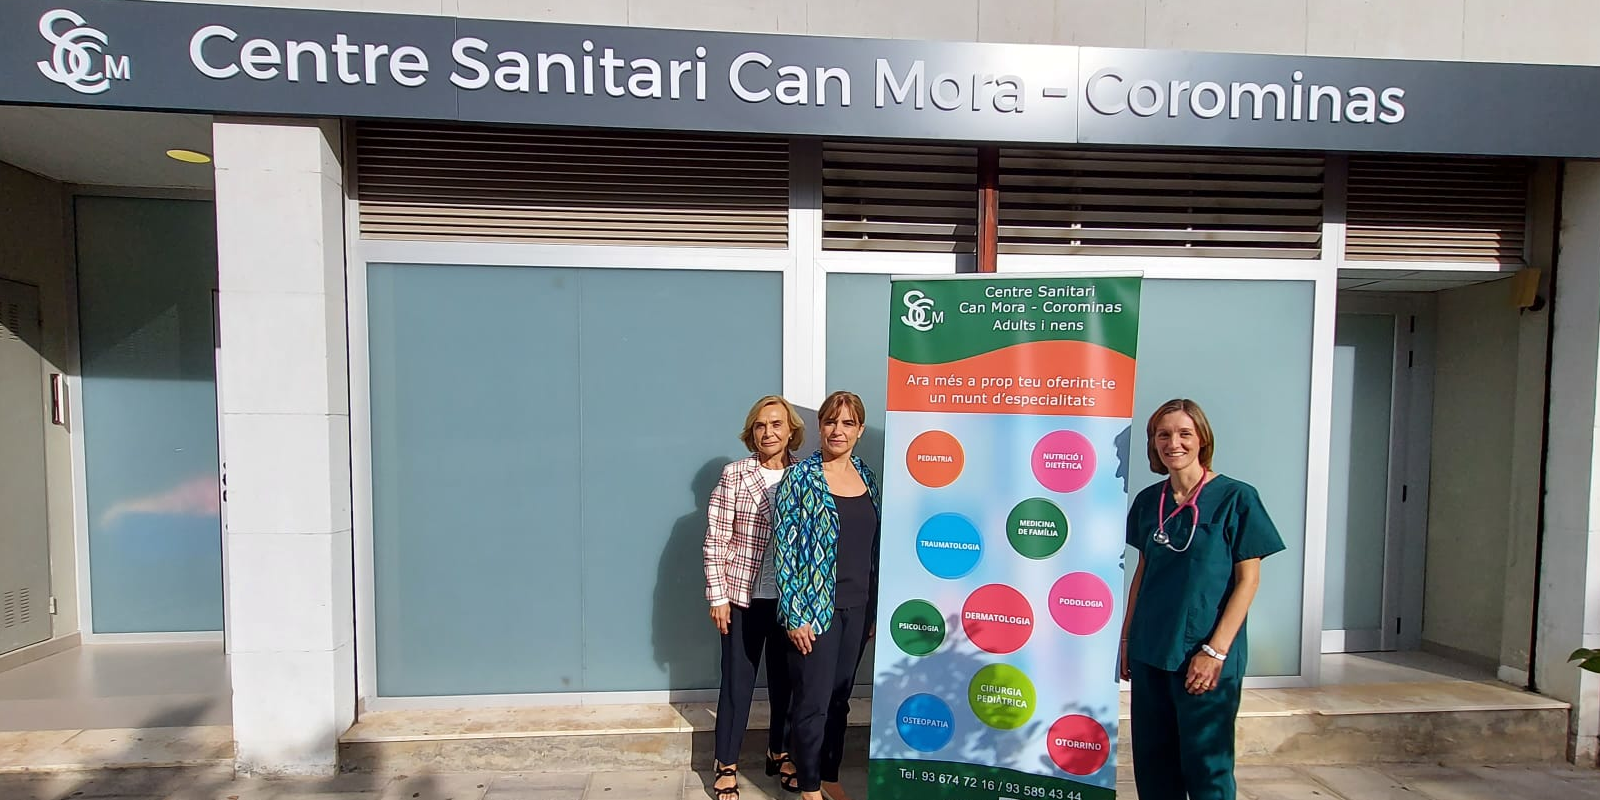 SCCM
Centre Sanitari Can Mora - Corominas
SCCM
Centre Sanitari
Can Mora - Corominas
Adults i nens
Ara més a prop teu oferint-te
un munt d'especialitats
PEDIATRIA
NUTRICIÓ I
DIETÈTICA
TRAUMATOLOGIA
MEDICINA
DE FAMÍLIA
PSICOLOGIA
DERMATOLOGIA
PODOLOGIA
CIRURGIA
PEDIÀTRICA
OSTEOPATIA
OTORRINO
Tel. 93 674 72 16 / 93 589 43 44